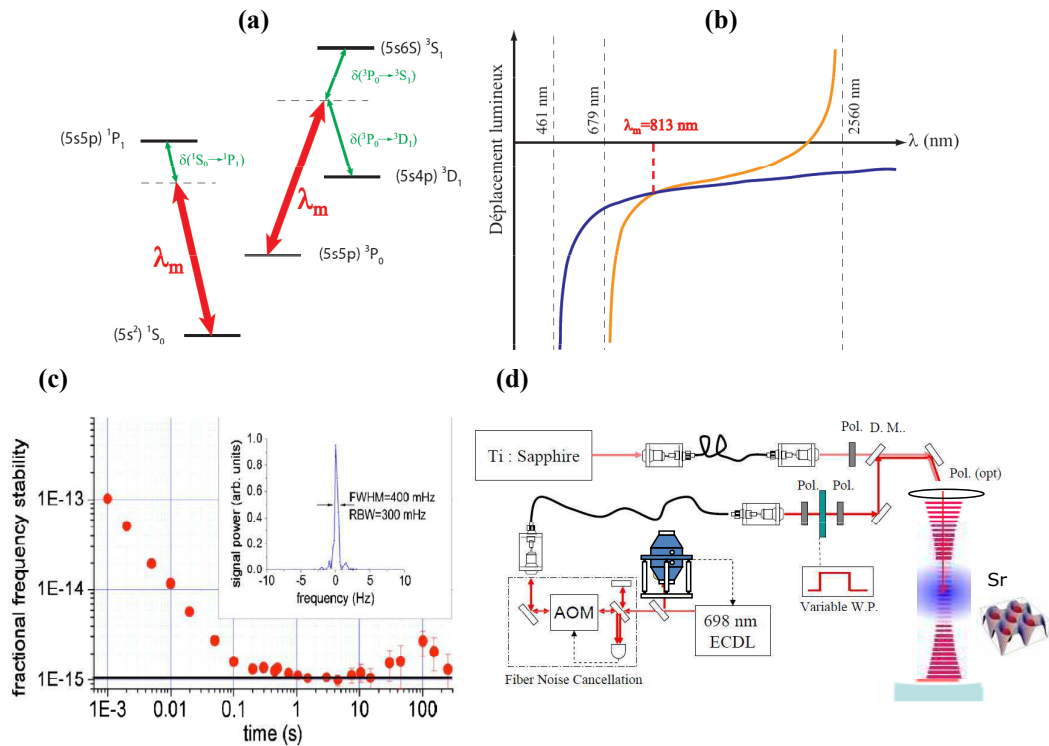 (a)
(5s6S) ³S₁
δ(³P₀→³S₁)
(5s5p) ¹P₁
δ(¹S₀→¹P₁)
δ(³P₀→³D₁)
(5s4p) ³D₁
λₘ
λₘ
(5s5p) ³P₀
(5s²) ¹S₀
(b)
Déplacement lumineux
461 nm
679 nm
λₘ=813 nm
2560 nm
λ (nm)
(c)
fractional frequency stability
1E-13
1E-14
1E-15
1E-3
0.01
0.1
1
10
100
time (s)
signal power (arb. units)
1.0
0.8
0.6
0.4
0.2
0.0
-10
-5
0
5
10
frequency (Hz)
FWHM=400 mHz
RBW=300 mHz
(d)
Ti : Sapphire
Pol.
D. M..
Pol. (opt)
Pol.
Pol.
Variable W.P.
Sr
AOM
698 nm
ECDL
Fiber Noise Cancellation